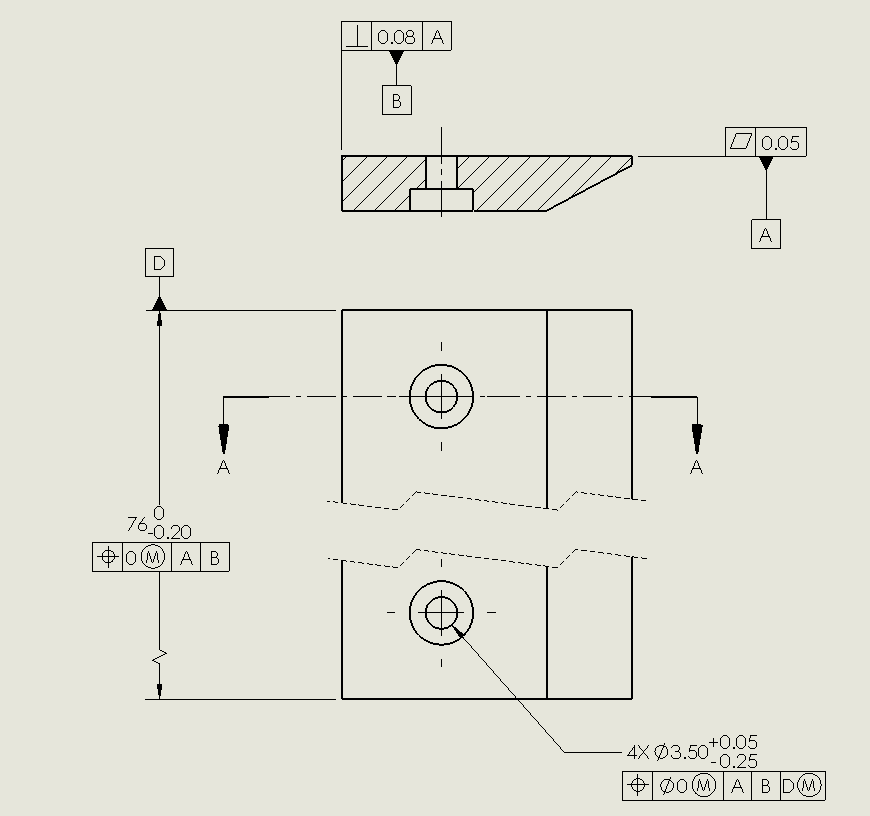 ⊥ 0.08 A
B
⏥ 0.05
A
D
A A
76 0 -0.20
⌖ 0 Ⓜ A B
4X Ø3.50 +0.05 -0.25
⌖ Ø0 Ⓜ A B D Ⓜ